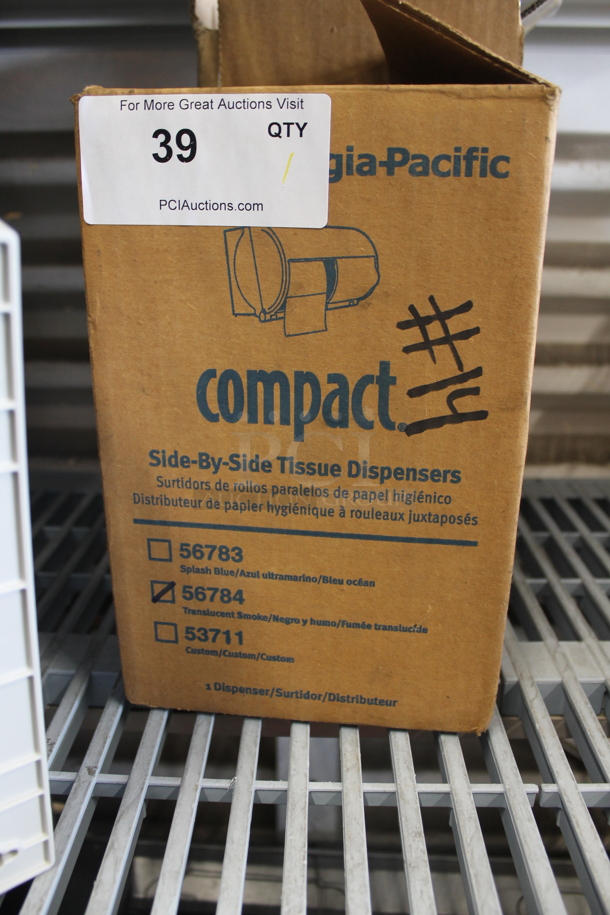 For More Great Auctions Visit
39 QTY
1
PCIAuctions.com
gia-Pacific
#14
compact®
Side-By-Side Tissue Dispensers
Surtidors de rollos paralelos de papel higiénico
Distributeur de papier hygiénique à rouleaux juxtaposés
56783
Splash Blue/Azul ultramarino/Bleu océan
56784
Translucent Smoke/Negro y humo/Fumée translucide
53711
Custom/Custom/Custom
1 Dispenser/Surtidor/Distributeur